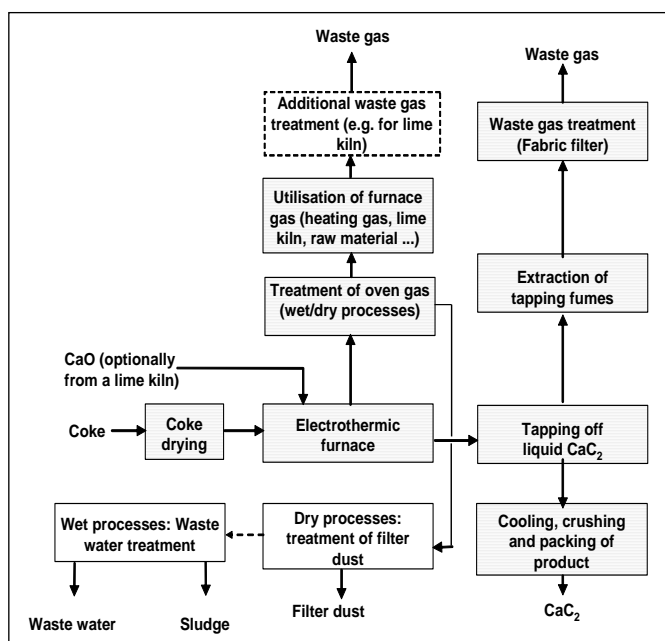 Waste gas
Waste gas
Additional waste gas
treatment (e.g. for lime
kiln)
Waste gas treatment
(Fabric filter)
Utilisation of furnace
gas (heating gas, lime
kiln, raw material ...)
Treatment of oven gas
(wet/dry processes)
Extraction of
tapping fumes
CaO (optionally
from a lime kiln)
Coke
Coke
drying
Electrothermic
furnace
Tapping off
liquid CaC₂
Wet processes: Waste
water treatment
Dry processes:
treatment of filter
dust
Cooling, crushing
and packing of
product
Waste water
Sludge
Filter dust
CaC₂